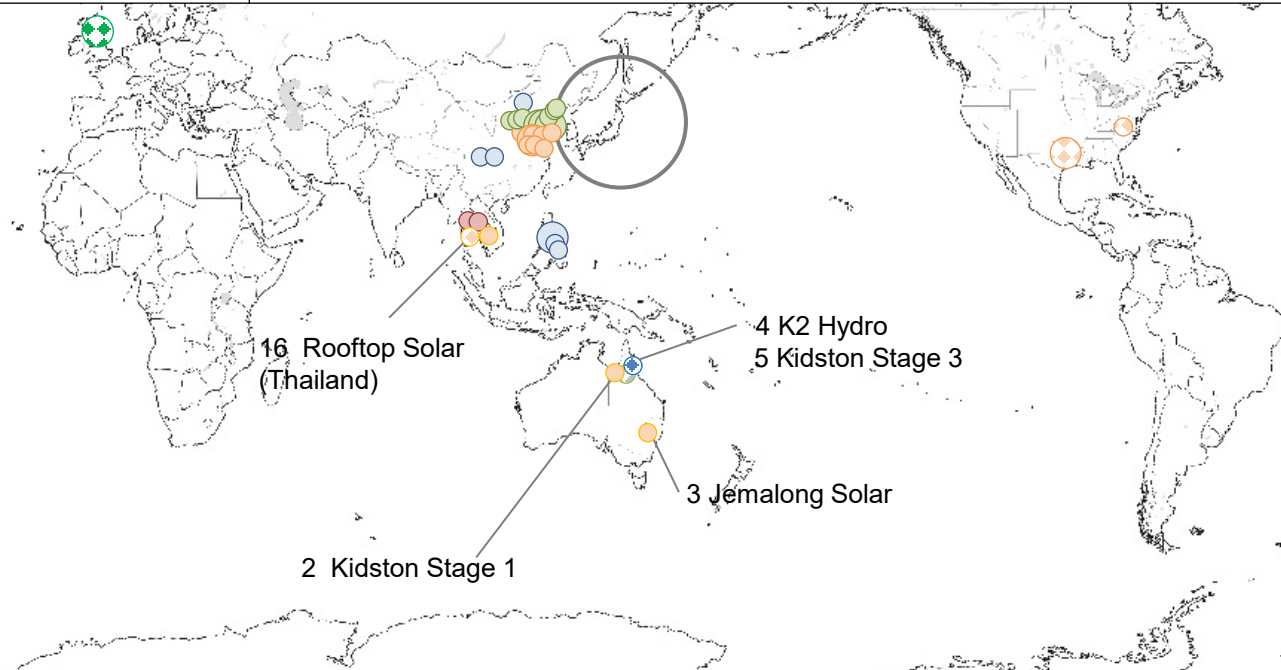 16 Rooftop Solar
(Thailand)
4 K2 Hydro
5 Kidston Stage 3
3 Jemalong Solar
2 Kidston Stage 1